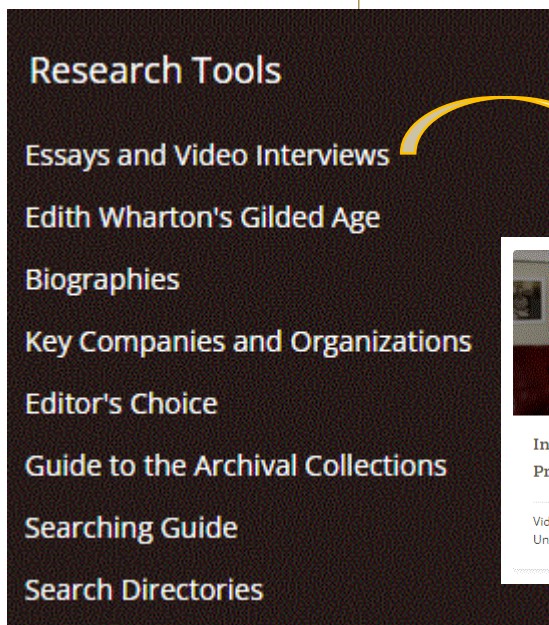 Research Tools
Essays and Video Interviews
Edith Wharton's Gilded Age
Biographies
Key Companies and Organizations
Editor's Choice
Guide to the Archival Collections
Searching Guide
Search Directories